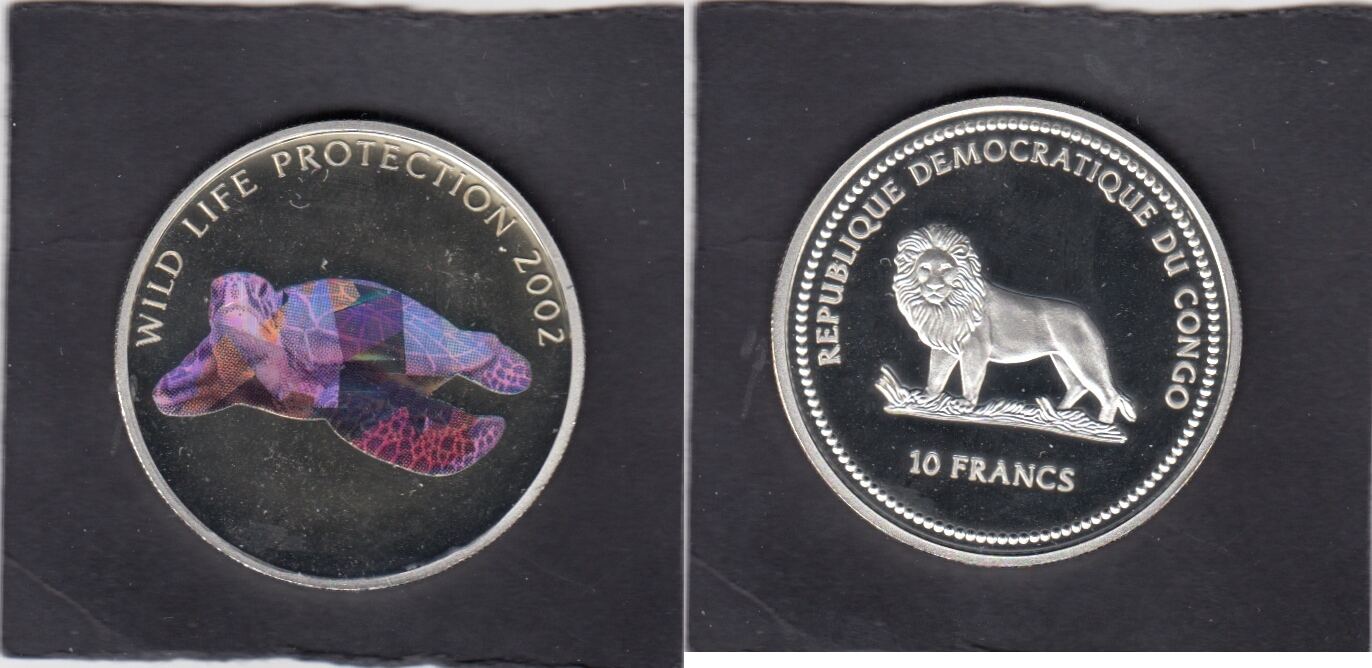 WILD LIFE PROTECTION, 2002
REPUBLIQUE DEMOCRATIQUE DU CONGO
10 FRANCS